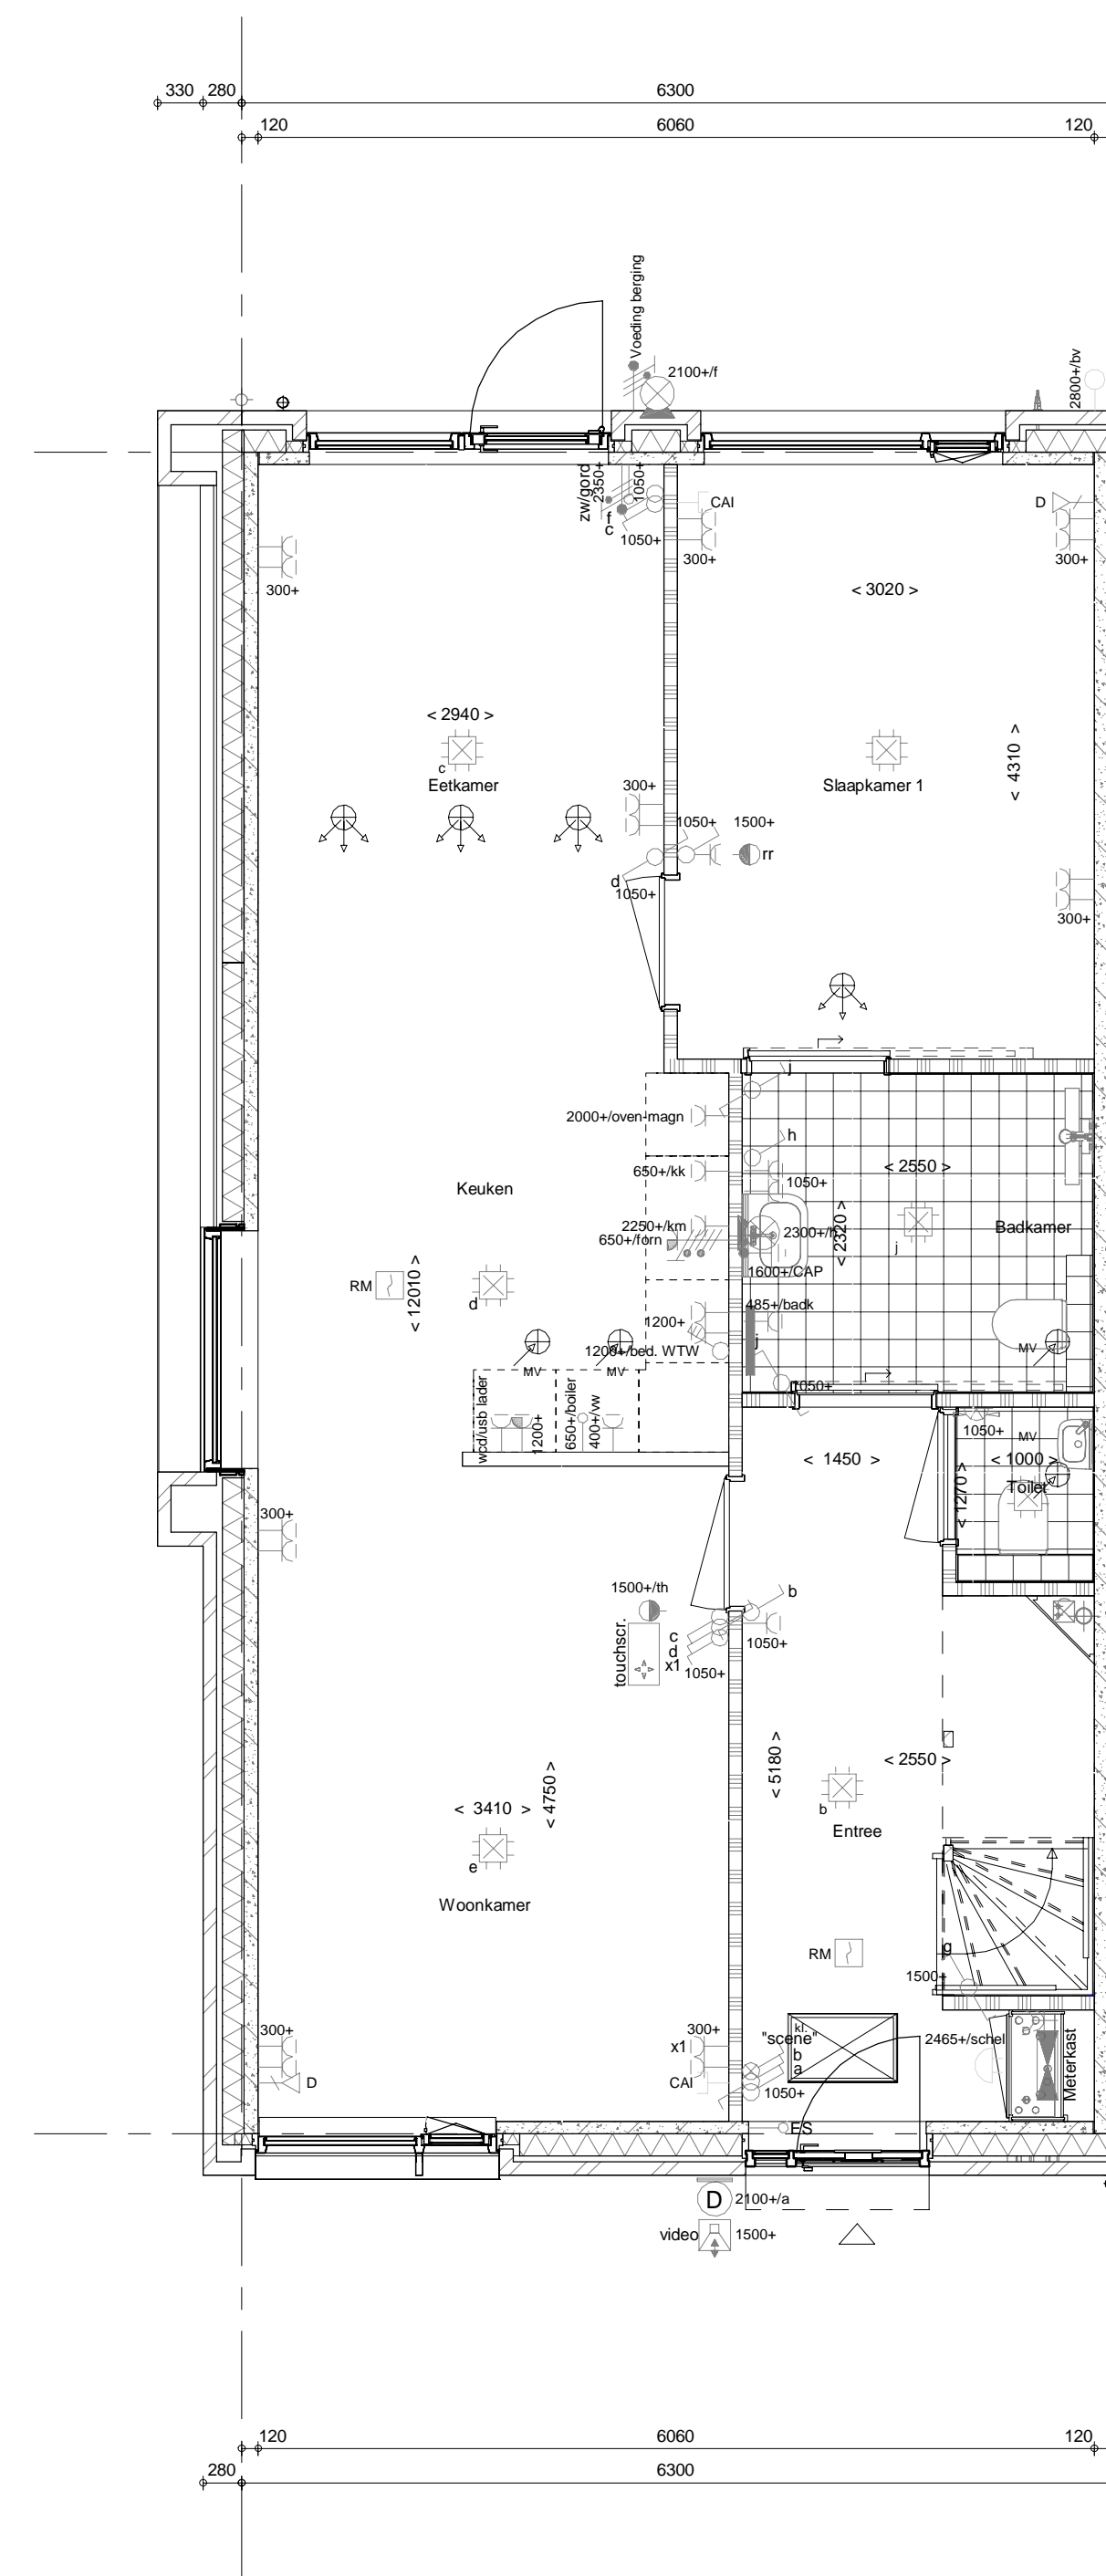 330 280 6300
120 6060 120
Voeding berging
2100+/f
2800+/bv
zw/gord
2350+
1050+
f
c
1050+
CAI
300+
D
300+
300+
< 3020 >
< 2940 >
c
Eetkamer
< 4310 >
Slaapkamer 1
300+
1050+
1500+
rr
d
1050+
300+
j
2000+/oven-magn
h
650+/kk
1050+
< 2550 >
Keuken
2250+/km
650+/forn
2300+/h
< 2320 >
j
Badkamer
1600+/CAP
RM
< 12010 >
d
485+/badk
1200+
1200+/bed. WTW
j
MV
MV
MV
1050+
wcd/usb lader
1200+
650+/boiler
400+/vw
1050+
MV
< 1450 >
< 1000 >
< 1270 >
Toilet
300+
1500+/th
b
touchscr.
c
d
x1
1050+
1050+
< 5180 >
< 2550 >
b
Entree
< 3410 >
< 4750 >
e
Woonkamer
g
RM
1500+
300+
D
300+
x1
CAI
kl.
"scene"
b
a
1050+
2465+/schel
Meterkast
ES
D
2100+/a
video
1500+
120 6060 120
280 6300